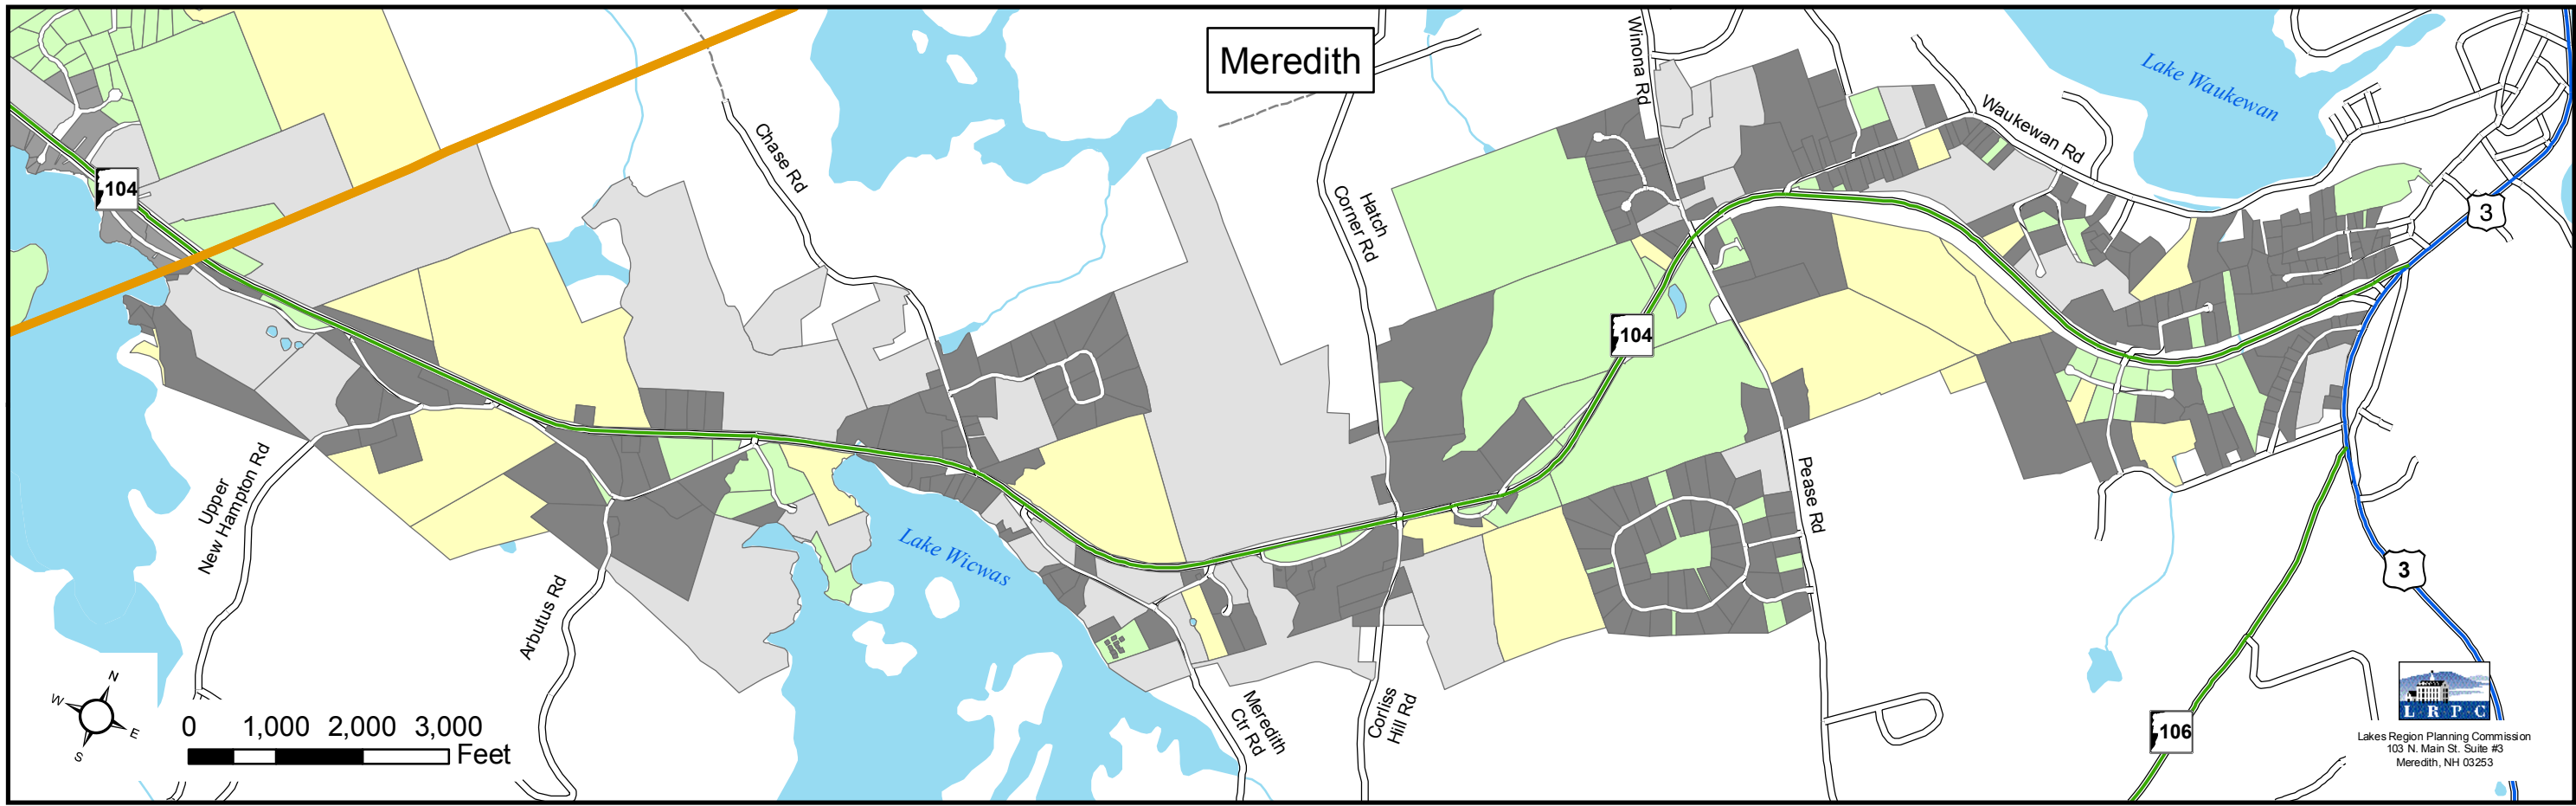 Meredith
Winona Rd
Lake Waukewan
Waukewan Rd
Chase Rd
104
Hatch
Corner Rd
3
104
Upper
New Hampton Rd
Pease Rd
Lake Wicwas
Arbutus Rd
3
N
W
E
S
0 1,000 2,000 3,000
Feet
Meredith
Ctr Rd
Corliss
Hill Rd
106
L R P C
Lakes Region Planning Commission
103 N. Main St. Suite #3
Meredith, NH 03253